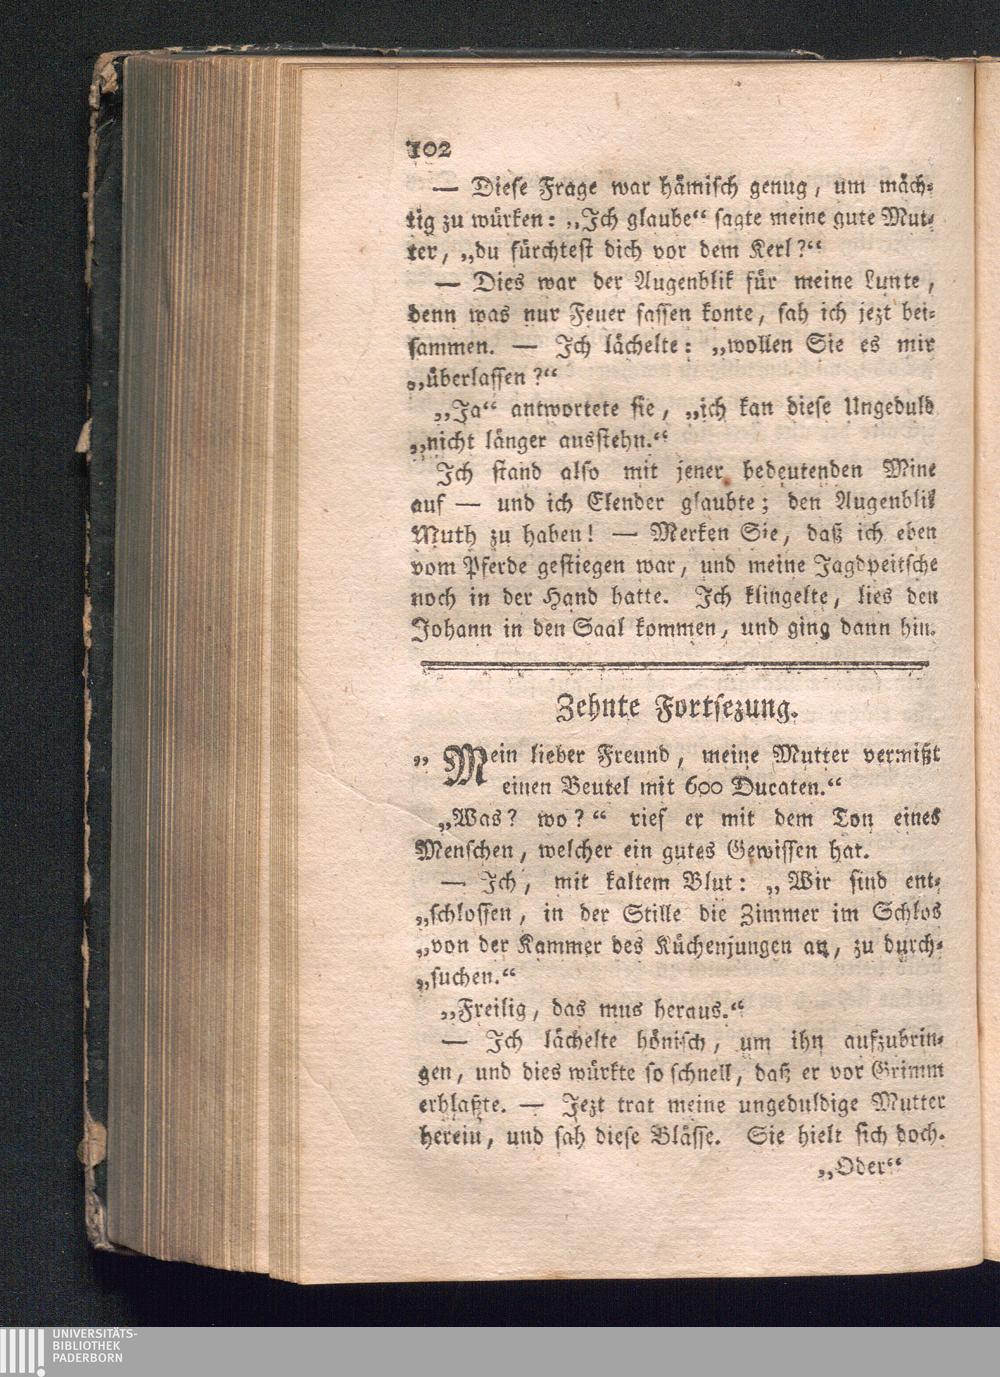 102
— Diese Frage war hämisch genug, um mäch-
tig zu würken: „Ich glaube“ sagte meine gute Mut-
ter, „du fürchtest dich vor dem Kerl?“
— Dies war der Augenblik für meine Lunte,
denn was nur Feuer fassen konte, sah ich jezt bei-
sammen. — Ich lächelte: „wollen Sie es mir
„überlassen?“
„Ja“ antwortete sie, „ich kan diese Ungeduld
„nicht länger ausstehn.“
Ich stand also mit jener bedeutenden Mine
auf — und ich Elender glaubte; den Augenblik
Muth zu haben! — Merken Sie, daß ich eben
vom Pferde gestiegen war, und meine Jagdpeitsche
noch in der Hand hatte. Ich klingelte, lies den
Johann in den Saal kommen, und ging dann hin.
Zehnte Fortsezung.
„Mein lieber Freund, meine Mutter vermißt
einen Beutel mit 600 Ducaten.“
„Was? wo?“ rief er mit dem Ton eines
Menschen, welcher ein gutes Gewissen hat.
— Ich, mit kaltem Blut: „Wir sind ent-
„schlossen, in der Stille die Zimmer im Schlos
„von der Kammer des Küchenjungen an, zu durch-
„suchen.“
„Freilig, das mus heraus.“
— Ich lächelte hönisch, um ihn aufzubrin-
gen, und dies würkte so schnell, daß er vor Grimm
erblaßte. — Jezt trat meine ungeduldige Mutter
herein, und sah diese Blässe. Sie hielt sich doch.
„Oder“
UNIVERSITÄTS-
BIBLIOTHEK
PADERBORN